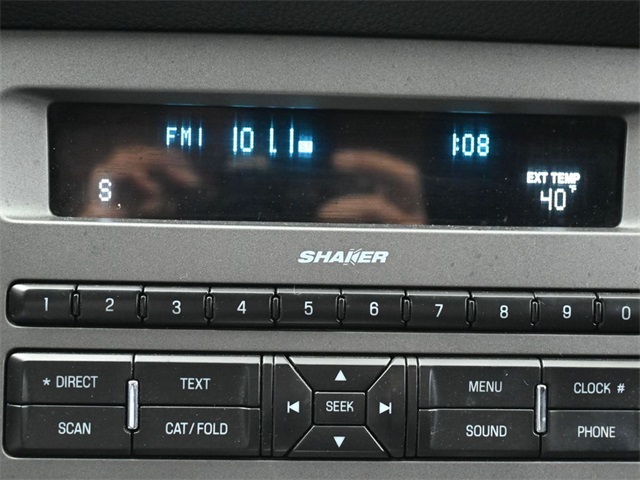 FM1 101.1 1:08
EXT TEMP
S 40°F
SHAKER
1 2 3 4 5 6 7 8 9 0
* DIRECT TEXT MENU CLOCK #
SEEK
SCAN CAT/FOLD SOUND PHONE